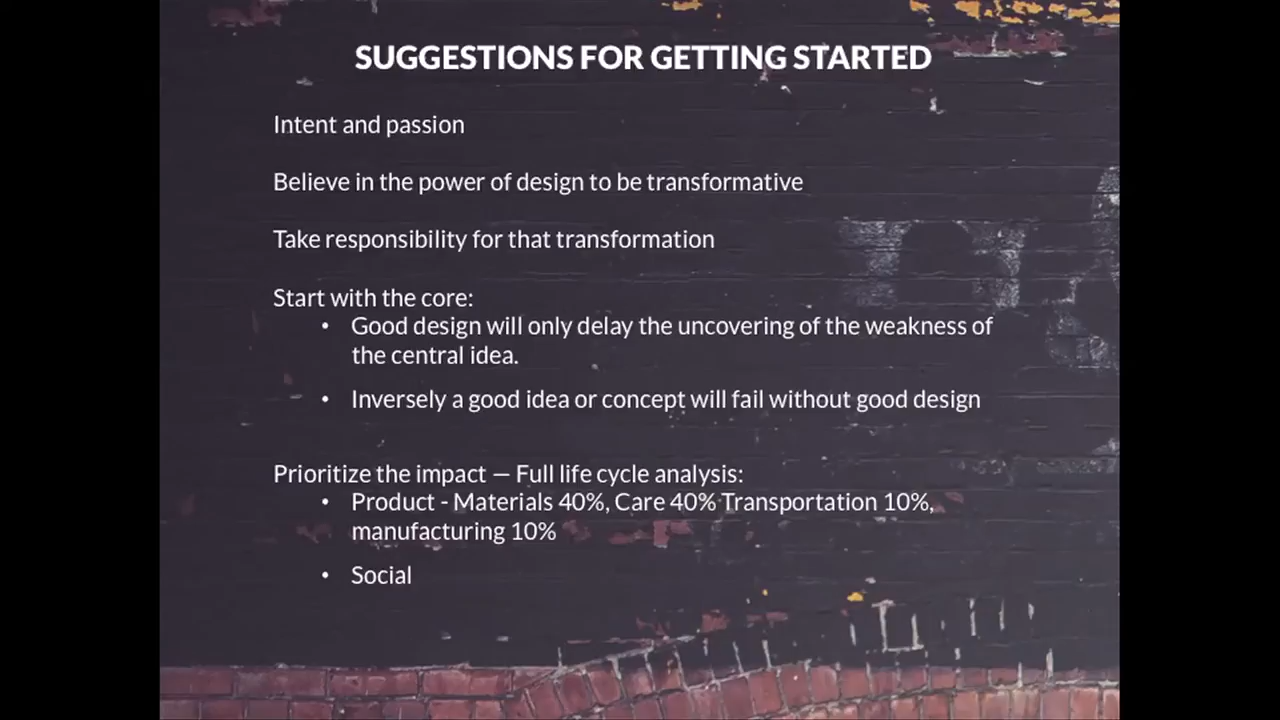 SUGGESTIONS FOR GETTING STARTED
Intent and passion
Believe in the power of design to be transformative
Take responsibility for that transformation
Start with the core:
• Good design will only delay the uncovering of the weakness of
the central idea.
• Inversely a good idea or concept will fail without good design
Prioritize the impact — Full life cycle analysis:
• Product - Materials 40%, Care 40% Transportation 10%,
manufacturing 10%
• Social